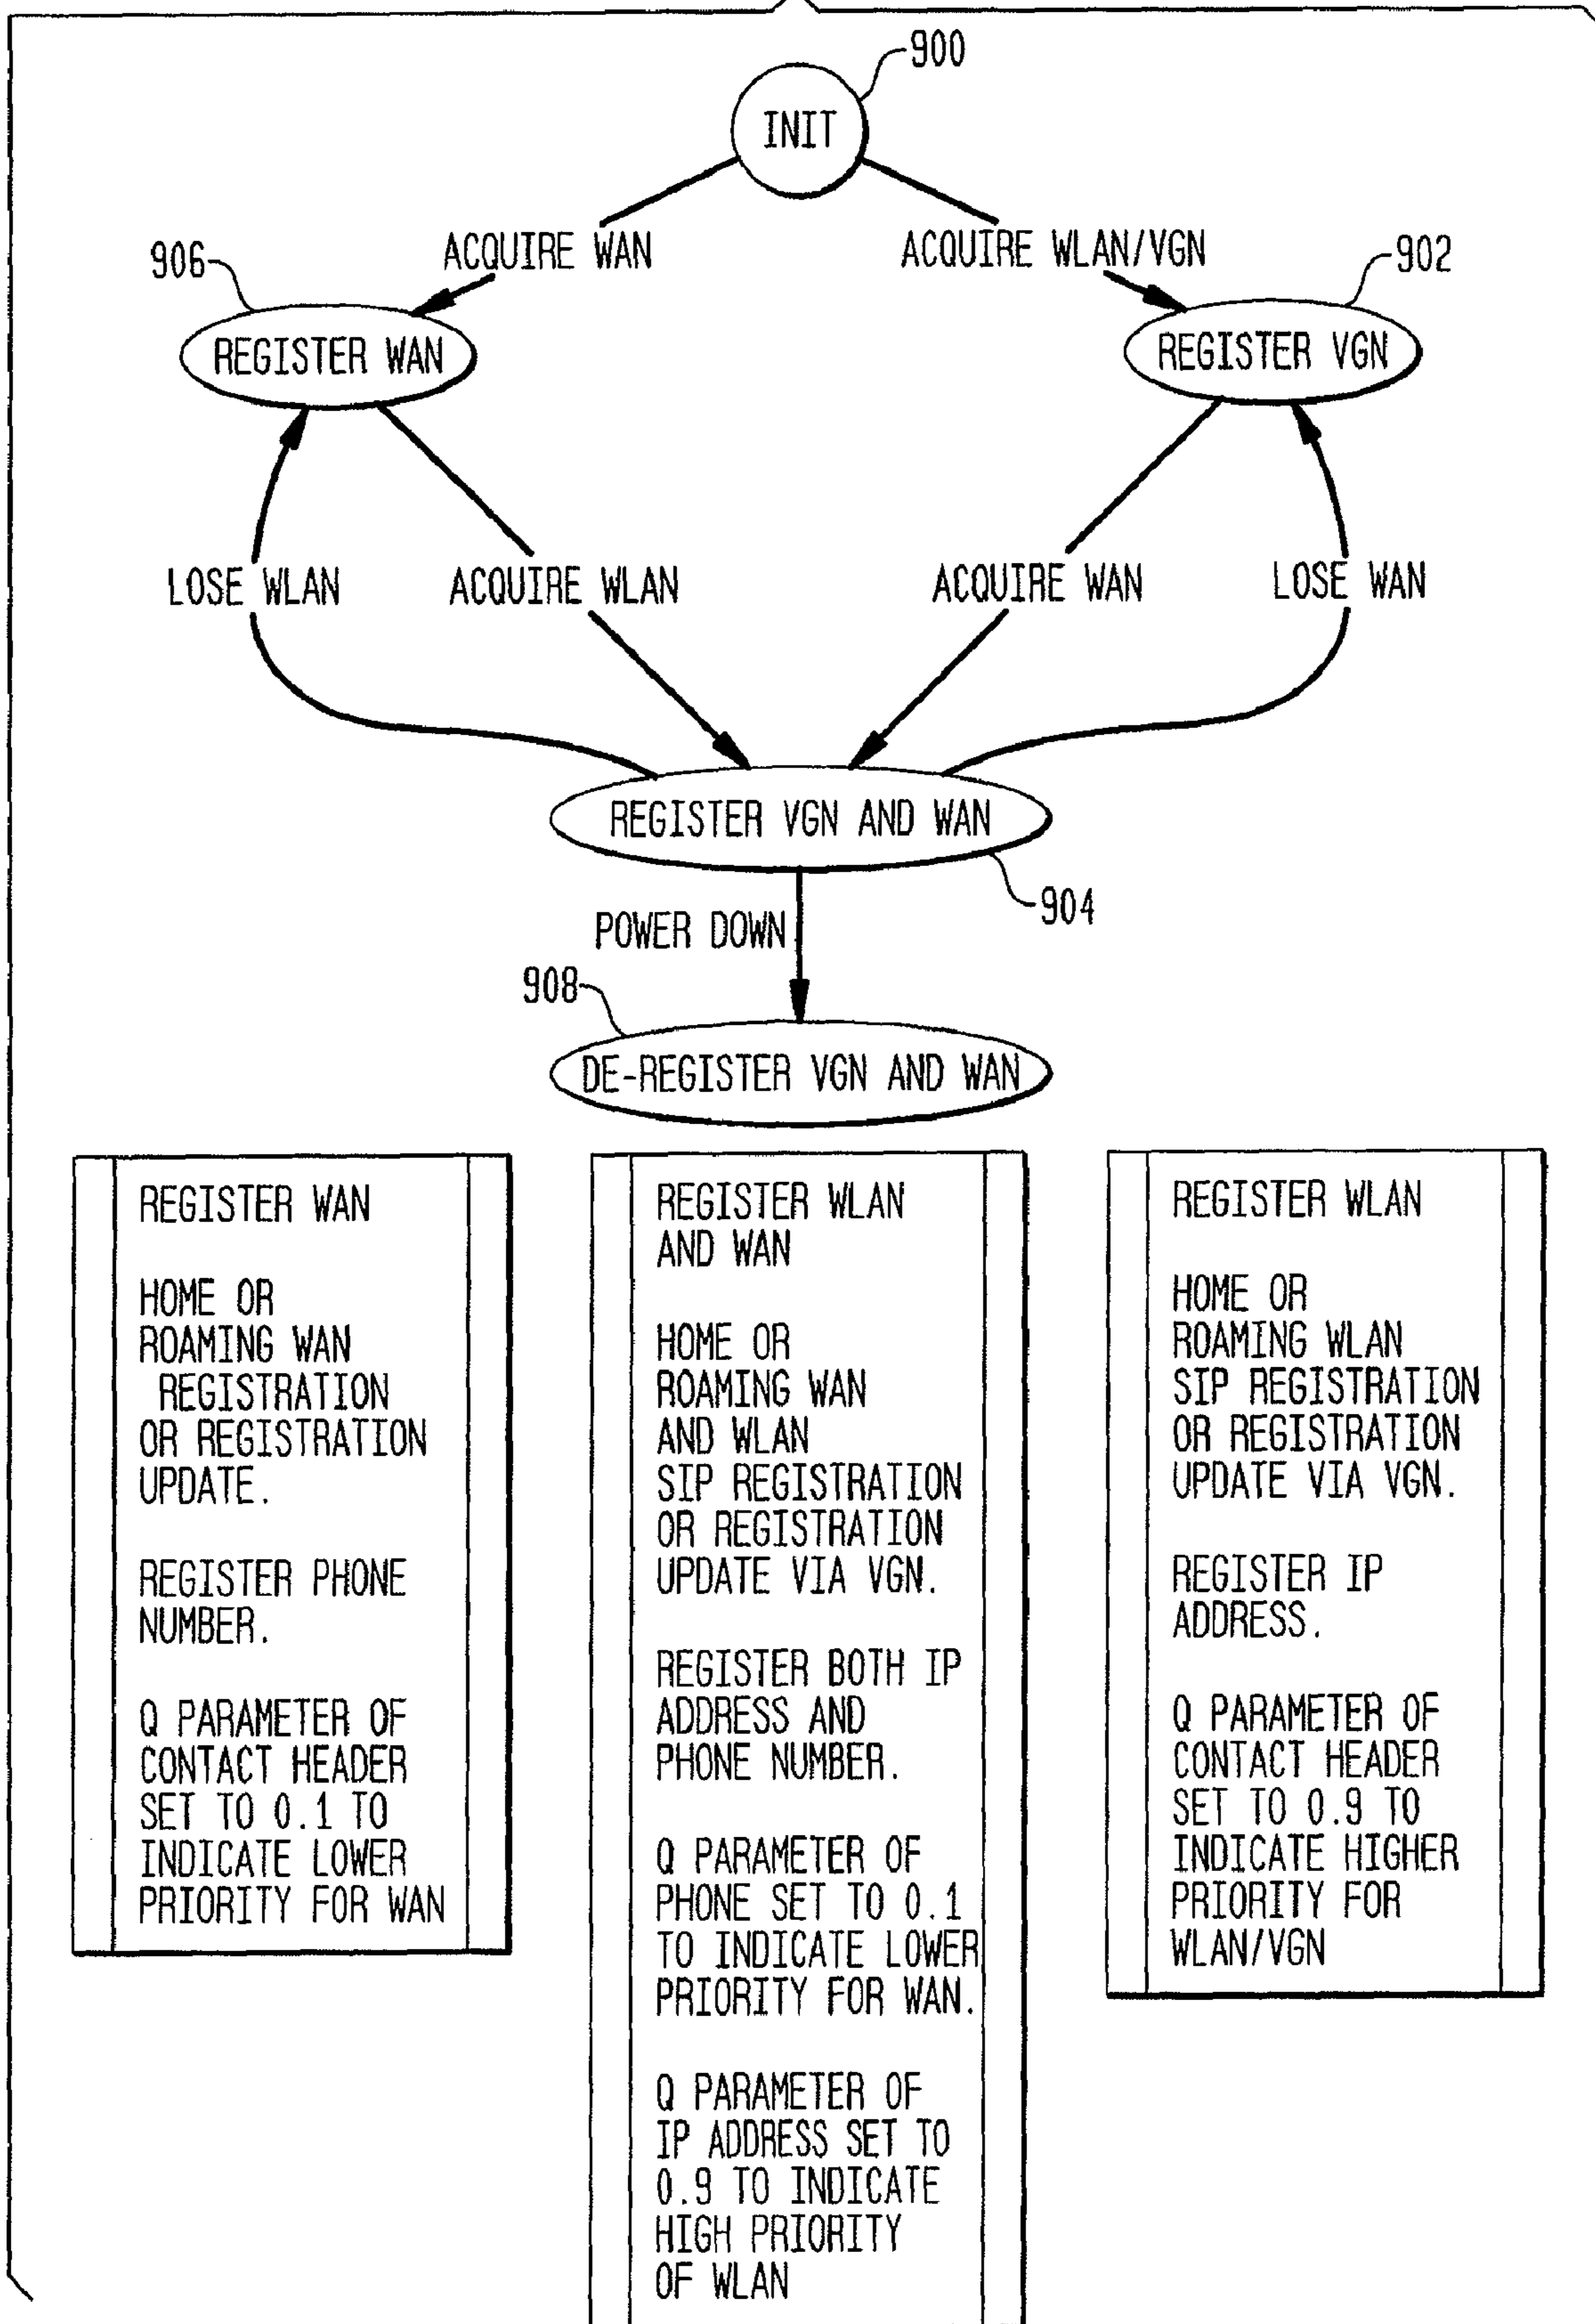 900
INIT
ACQUIRE WAN
ACQUIRE WLAN/VGN
906
902
REGISTER WAN
REGISTER VGN
LOSE WLAN
ACQUIRE WLAN
ACQUIRE WAN
LOSE WAN
REGISTER VGN AND WAN
904
POWER DOWN
908
DE-REGISTER VGN AND WAN
REGISTER WAN
HOME OR
ROAMING WAN
REGISTRATION
OR REGISTRATION
UPDATE.
REGISTER PHONE
NUMBER.
Q PARAMETER OF
CONTACT HEADER
SET TO 0.1 TO
INDICATE LOWER
PRIORITY FOR WAN
REGISTER WLAN
AND WAN
HOME OR
ROAMING WAN
AND WLAN
SIP REGISTRATION
OR REGISTRATION
UPDATE VIA VGN.
REGISTER BOTH IP
ADDRESS AND
PHONE NUMBER.
Q PARAMETER OF
PHONE SET TO 0.1
TO INDICATE LOWER
PRIORITY FOR WAN.
Q PARAMETER OF
IP ADDRESS SET TO
0.9 TO INDICATE
HIGH PRIORITY
OF WLAN
REGISTER WLAN
HOME OR
ROAMING WLAN
SIP REGISTRATION
OR REGISTRATION
UPDATE VIA VGN.
REGISTER IP
ADDRESS.
Q PARAMETER OF
CONTACT HEADER
SET TO 0.9 TO
INDICATE HIGHER
PRIORITY FOR
WLAN/VGN